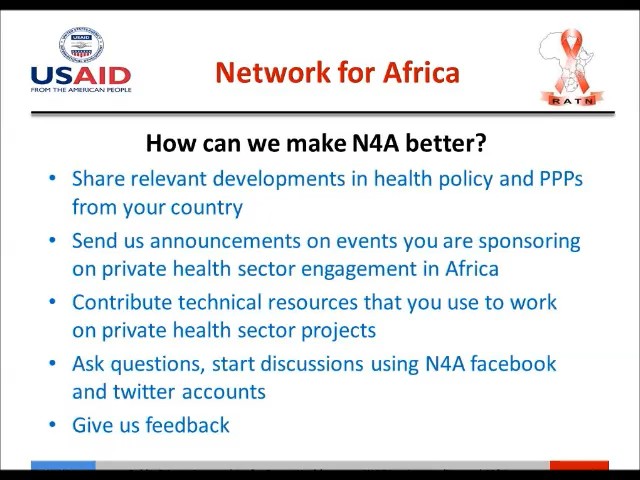 USAID
FROM THE AMERICAN PEOPLE
Network for Africa
RATN
How can we make N4A better?
• Share relevant developments in health policy and PPPs
from your country
• Send us announcements on events you are sponsoring
on private health sector engagement in Africa
• Contribute technical resources that you use to work
on private health sector projects
• Ask questions, start discussions using N4A facebook
and twitter accounts
• Give us feedback